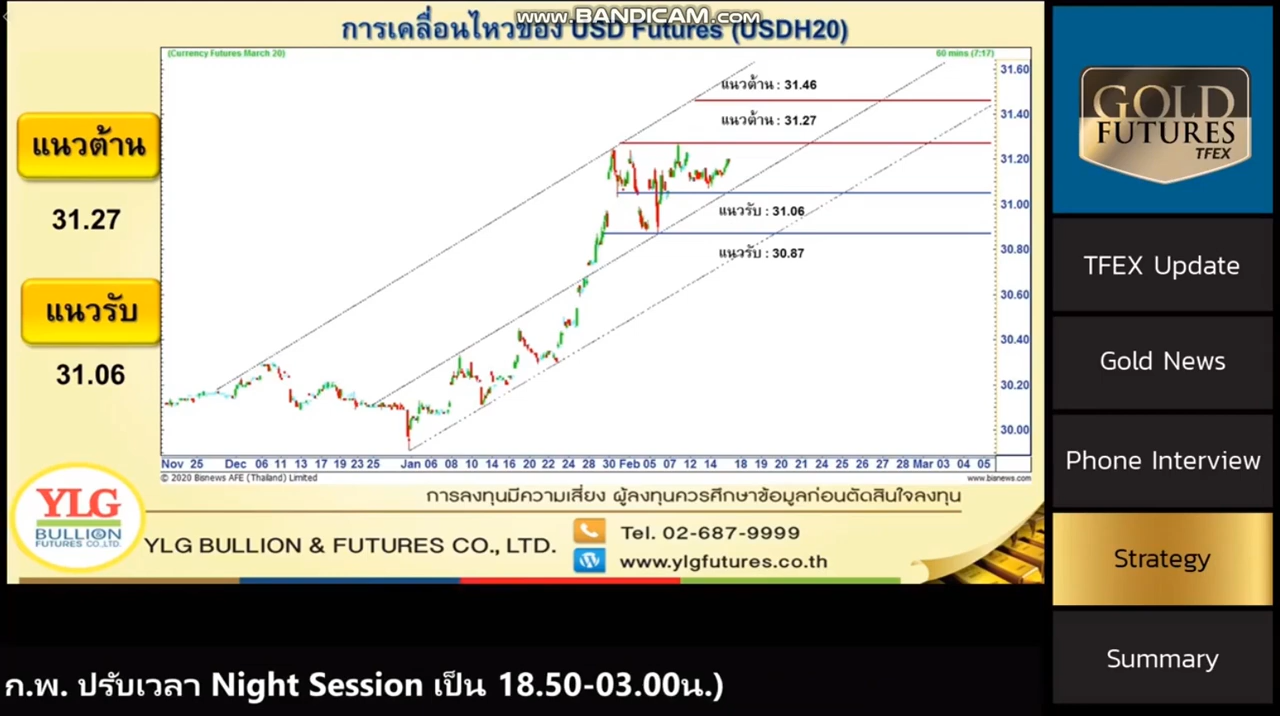 www.BANDICAM.com
การเคลื่อนไหวของ USD Futures (USDH20)
(Currency Futures March 20)
60 mins (7:17)
แนวต้าน
31.27
แนวรับ
31.06
แนวต้าน : 31.46
แนวต้าน : 31.27
แนวรับ : 31.06
แนวรับ : 30.87
31.60
31.40
31.20
31.00
30.80
30.60
30.40
30.20
30.00
Nov 25 Dec 06 11 13 17 19 23 25 Jan 06 08 10 14 16 20 22 24 28 30 Feb 05 07 10 14 18 19 20 21 24 25 26 27 28 Mar 03 04 05
© 2020 Bisnews AFE (Thailand) Limited
www.bisnews.com
การลงทุนมีความเสี่ยง ผู้ลงทุนควรศึกษาข้อมูลก่อนตัดสินใจลงทุน
YLG
BULLION
FUTURES CO.,LTD.
YLG BULLION & FUTURES CO., LTD.
Tel. 02-687-9999
www.ylgfutures.co.th
GOLD
FUTURES
TFEX
TFEX Update
Gold News
Phone Interview
Strategy
Summary
ก.พ. ปรับเวลา Night Session เป็น 18.50-03.00น.)